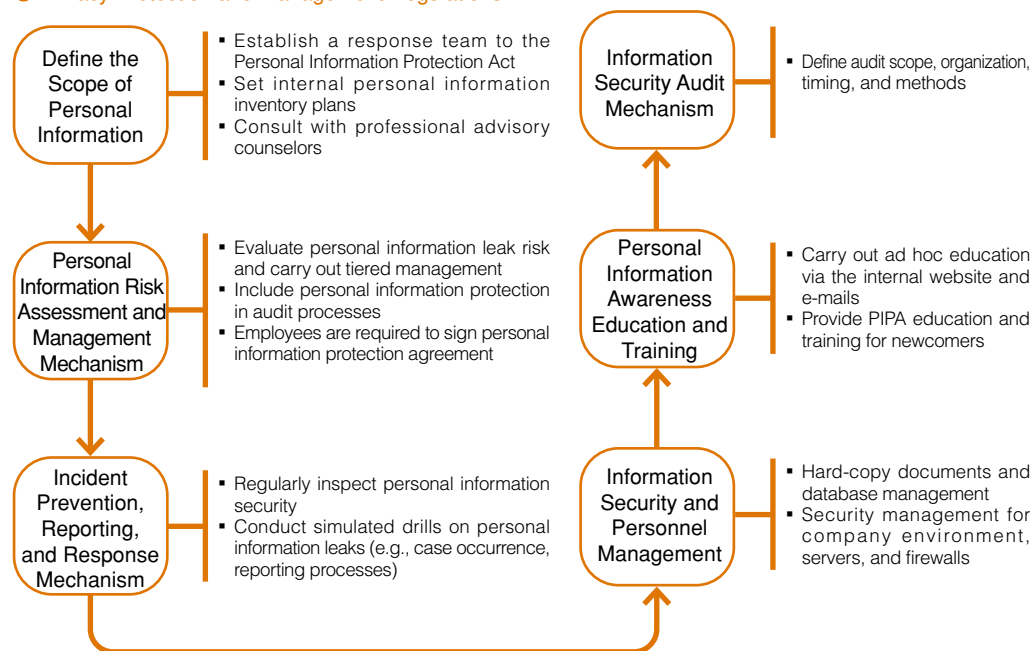 Define the
Scope of
Personal
Information
▪ Establish a response team to the
Personal Information Protection Act
▪ Set internal personal information
inventory plans
▪ Consult with professional advisory
counselors
Personal
Information Risk
Assessment and
Management
Mechanism
▪ Evaluate personal information leak risk
and carry out tiered management
▪ Include personal information protection
in audit processes
▪ Employees are required to sign personal
information protection agreement
Incident
Prevention,
Reporting,
and Response
Mechanism
▪ Regularly inspect personal information
security
▪ Conduct simulated drills on personal
information leaks (e.g., case occurrence,
reporting processes)
Information
Security Audit
Mechanism
▪ Define audit scope, organization,
timing, and methods
Personal
Information
Awareness
Education and
Training
▪ Carry out ad hoc education
via the internal website and
e-mails
▪ Provide PIPA education and
training for newcomers
Information
Security and
Personnel
Management
▪ Hard-copy documents and
database management
▪ Security management for
company environment,
servers, and firewalls